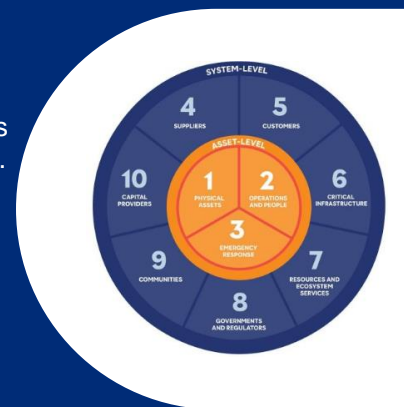 s
.
SYSTEM-LEVEL
4
SUPPLIERS
5
CUSTOMERS
ASSET-LEVEL
10
CAPITAL
PROVIDERS
1
PHYSICAL
ASSETS
2
OPERATIONS
AND PEOPLE
6
CRITICAL
INFRASTRUCTURE
3
EMERGENCY
RESPONSE
9
COMMUNITIES
7
RESOURCES AND
ECOSYSTEM
SERVICES
8
GOVERNMENTS
AND REGULATORS